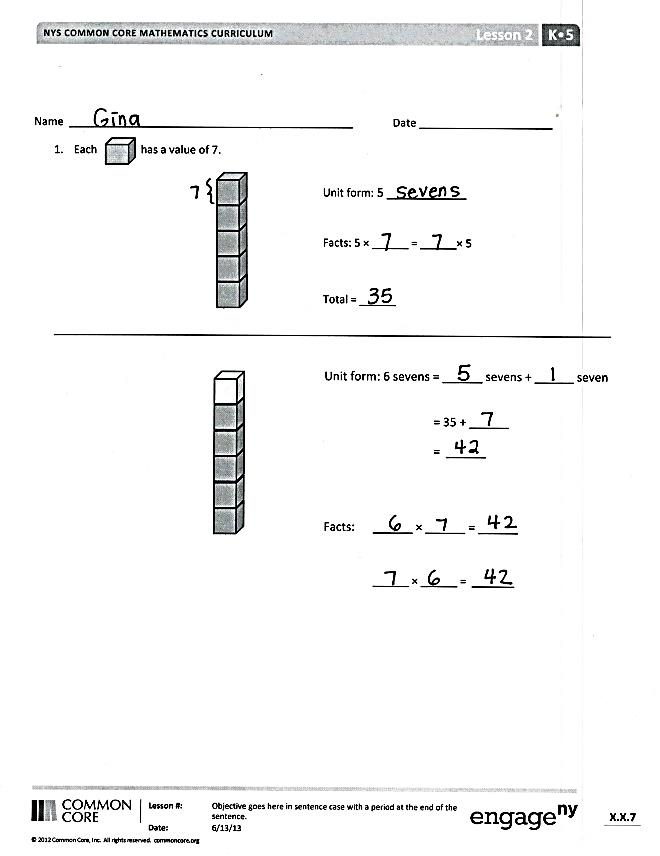 NYS COMMON CORE MATHEMATICS CURRICULUM Lesson 2 K•5
Name Gina Date
1. Each has a value of 7.
7 { Unit form: 5 sevens
Facts: 5 × 7 = 7 × 5
Total = 35
Unit form: 6 sevens = 5 sevens + 1 seven
= 35 + 7
= 42
Facts: 6 × 7 = 42
7 × 6 = 42
COMMON CORE
Lesson #: Objective goes here in sentence case with a period at the end of the
sentence.
Date: 6/13/13
engageny
X.X.7
© 2012 Common Core, Inc. All rights reserved. commoncore.org